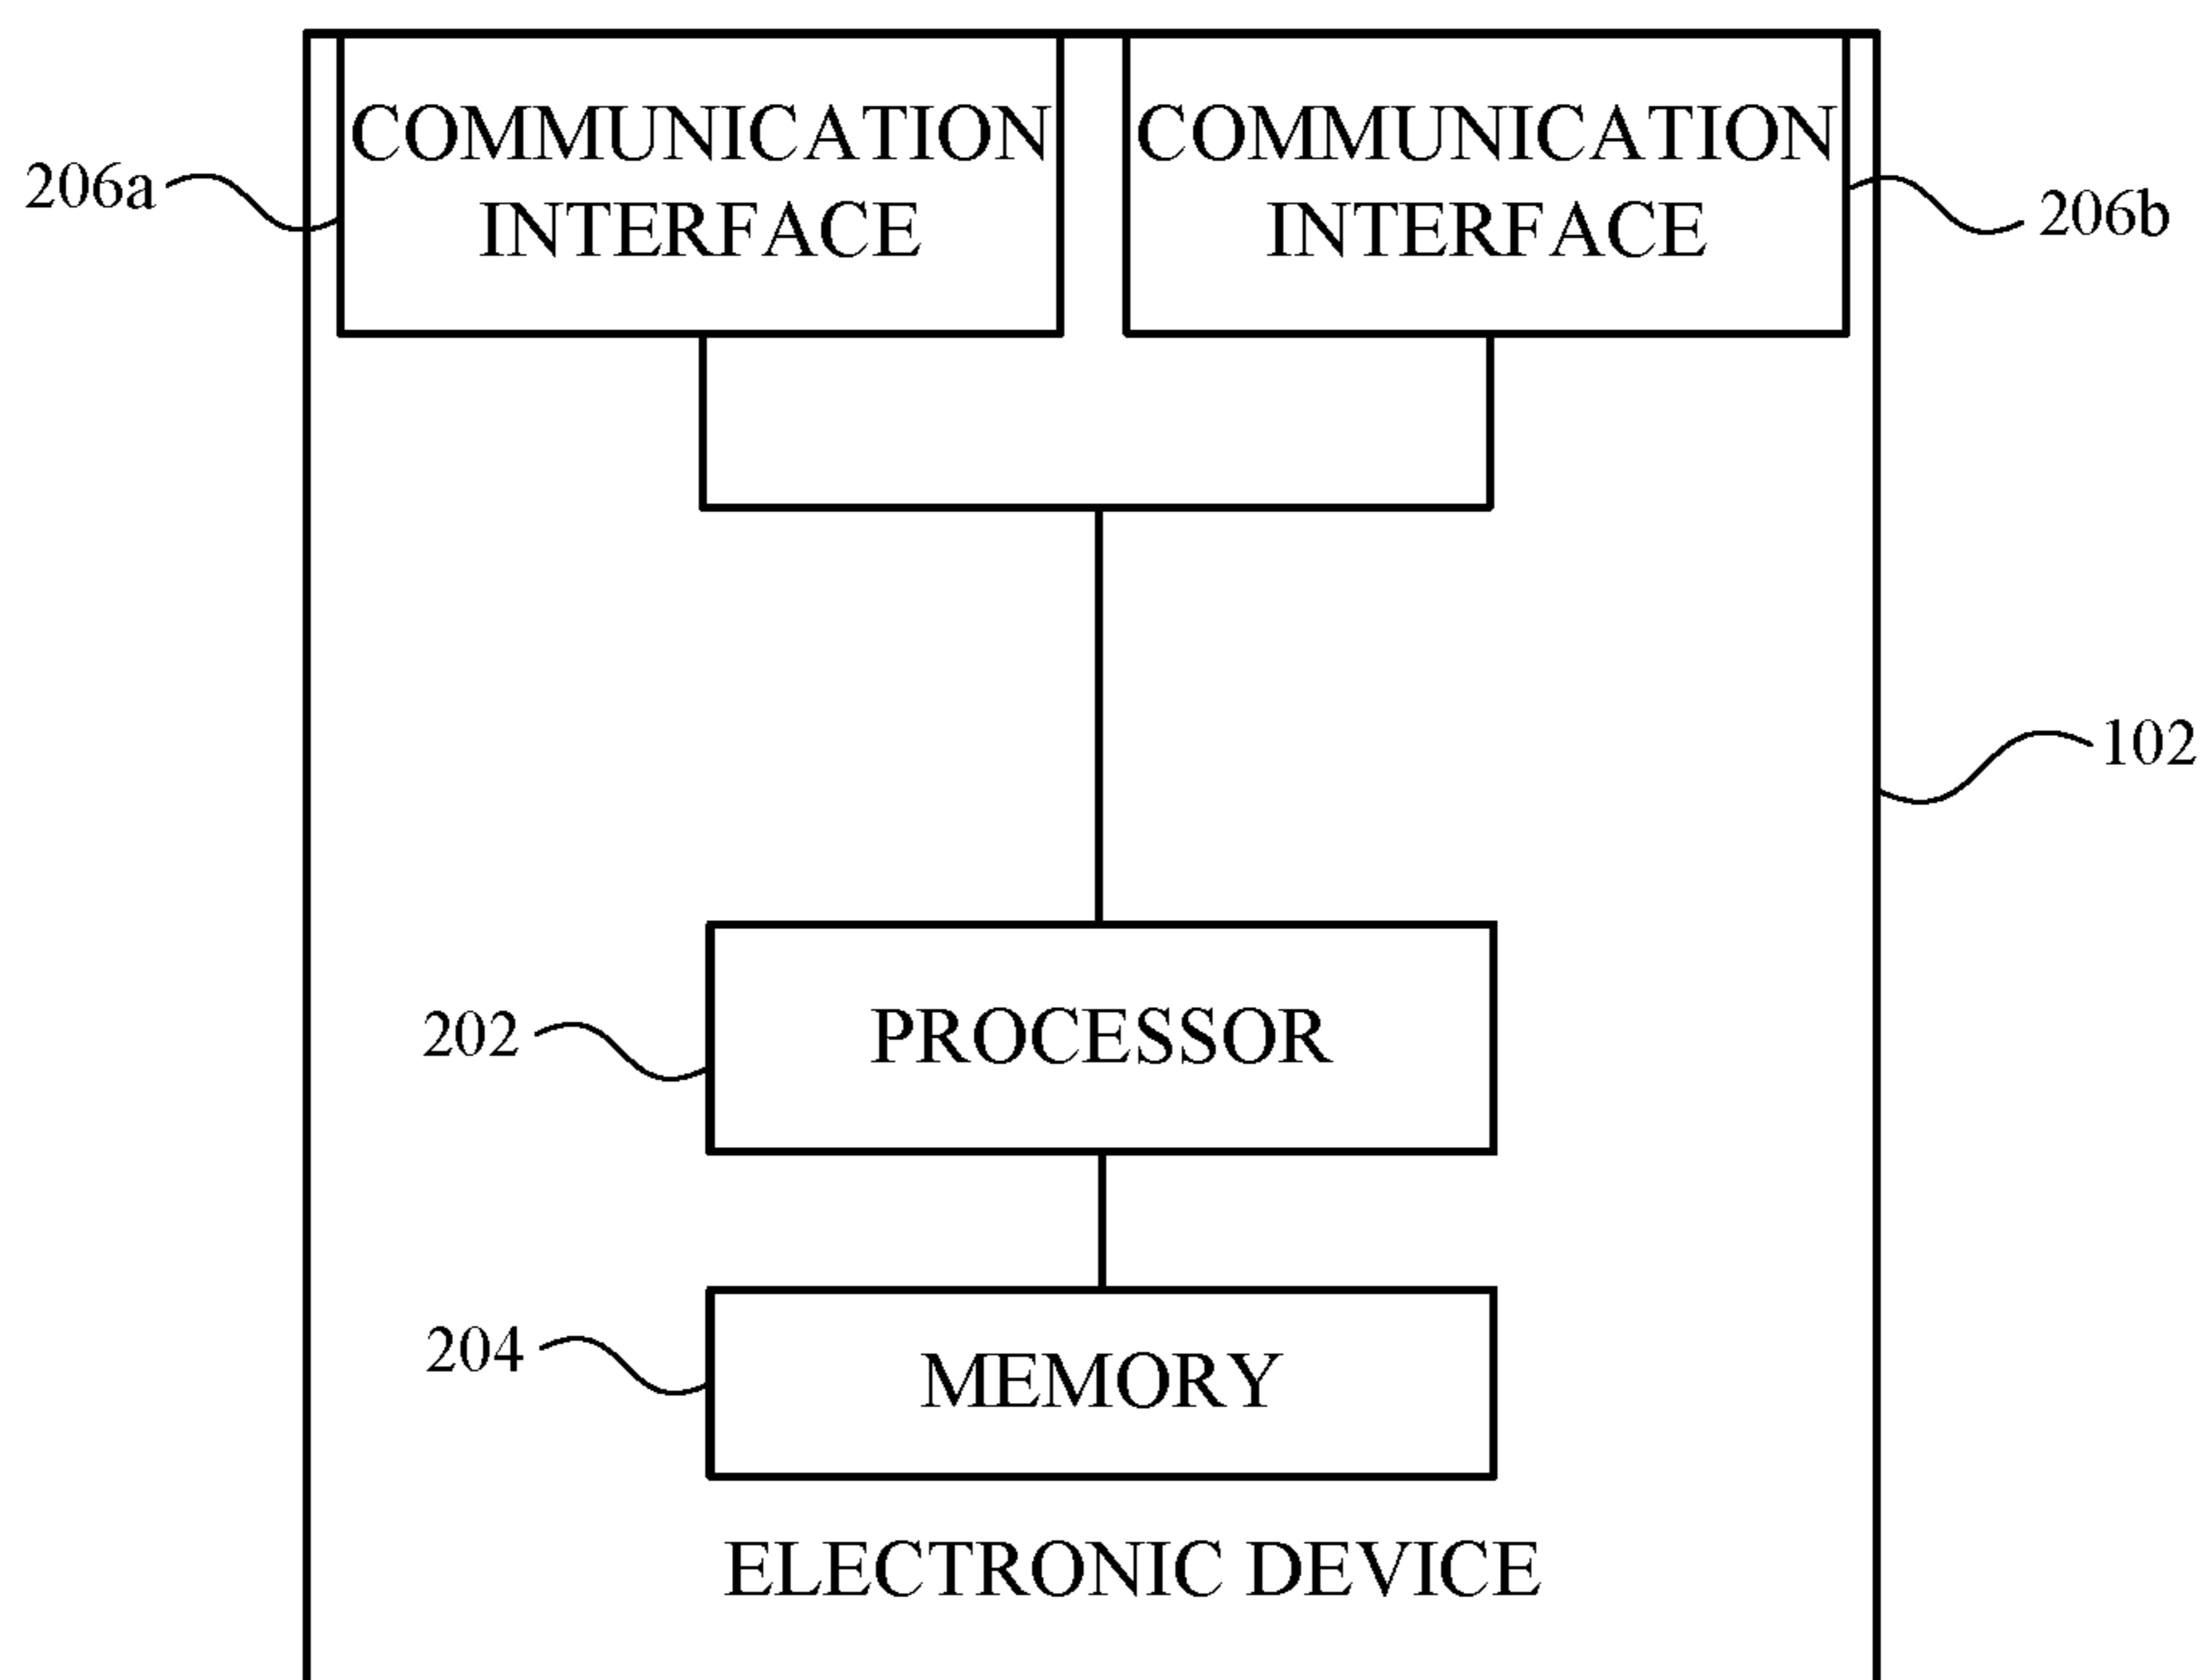 COMMUNICATION
INTERFACE
COMMUNICATION
INTERFACE
206a
206b
102
PROCESSOR
202
MEMORY
204
ELECTRONIC DEVICE